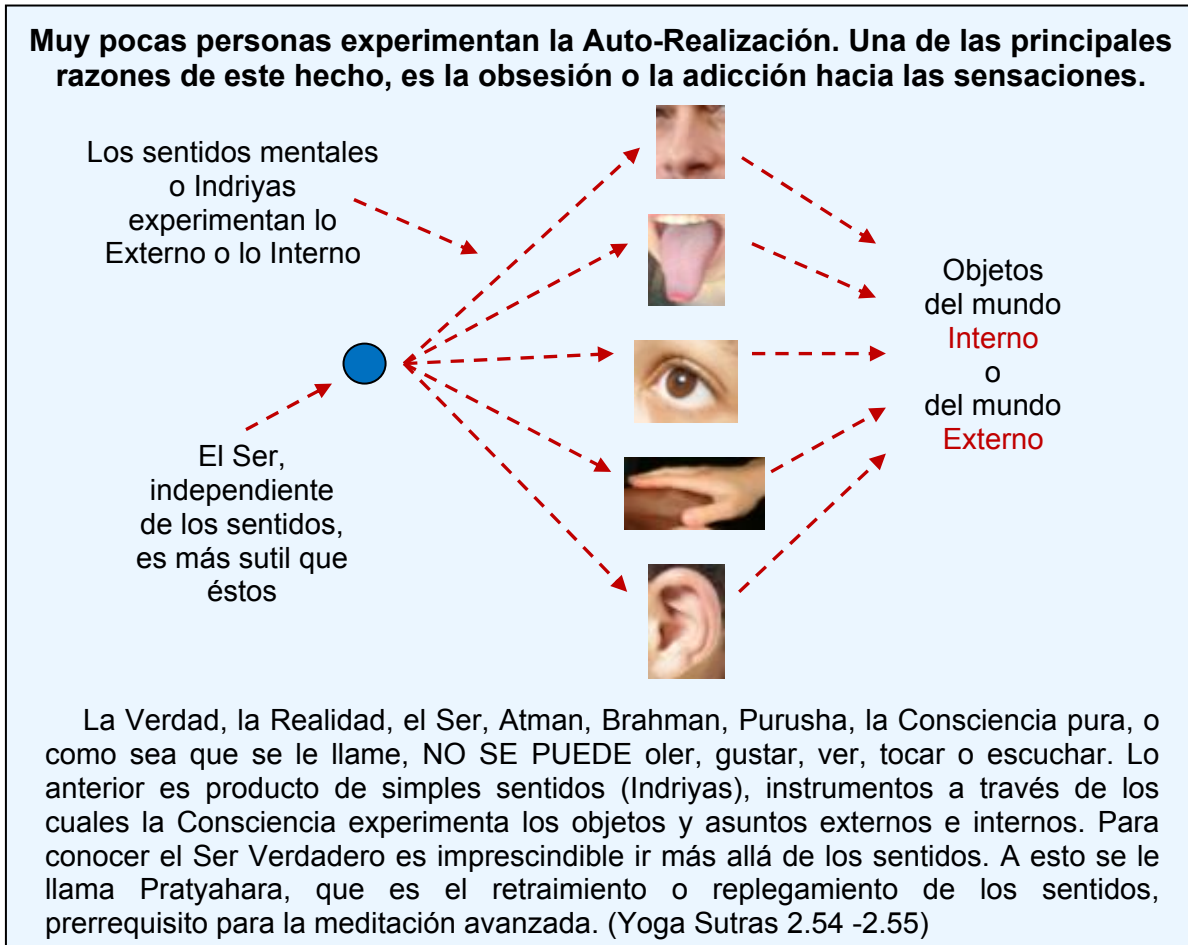 Muy pocas personas experimentan la Auto-Realización. Una de las principales
razones de este hecho, es la obsesión o la adicción hacia las sensaciones.
Los sentidos mentales
o Indriyas
experimentan lo
Externo o lo Interno
Objetos
del mundo
Interno
o
del mundo
Externo
El Ser,
independiente
de los sentidos,
es más sutil que
éstos
La Verdad, la Realidad, el Ser, Atman, Brahman, Purusha, la Consciencia pura, o
como sea que se le llame, NO SE PUEDE oler, gustar, ver, tocar o escuchar. Lo
anterior es producto de simples sentidos (Indriyas), instrumentos a través de los
cuales la Consciencia experimenta los objetos y asuntos externos e internos. Para
conocer el Ser Verdadero es imprescindible ir más allá de los sentidos. A esto se le
llama Pratyahara, que es el retraimiento o replegamiento de los sentidos,
prerrequisito para la meditación avanzada. (Yoga Sutras 2.54 -2.55)